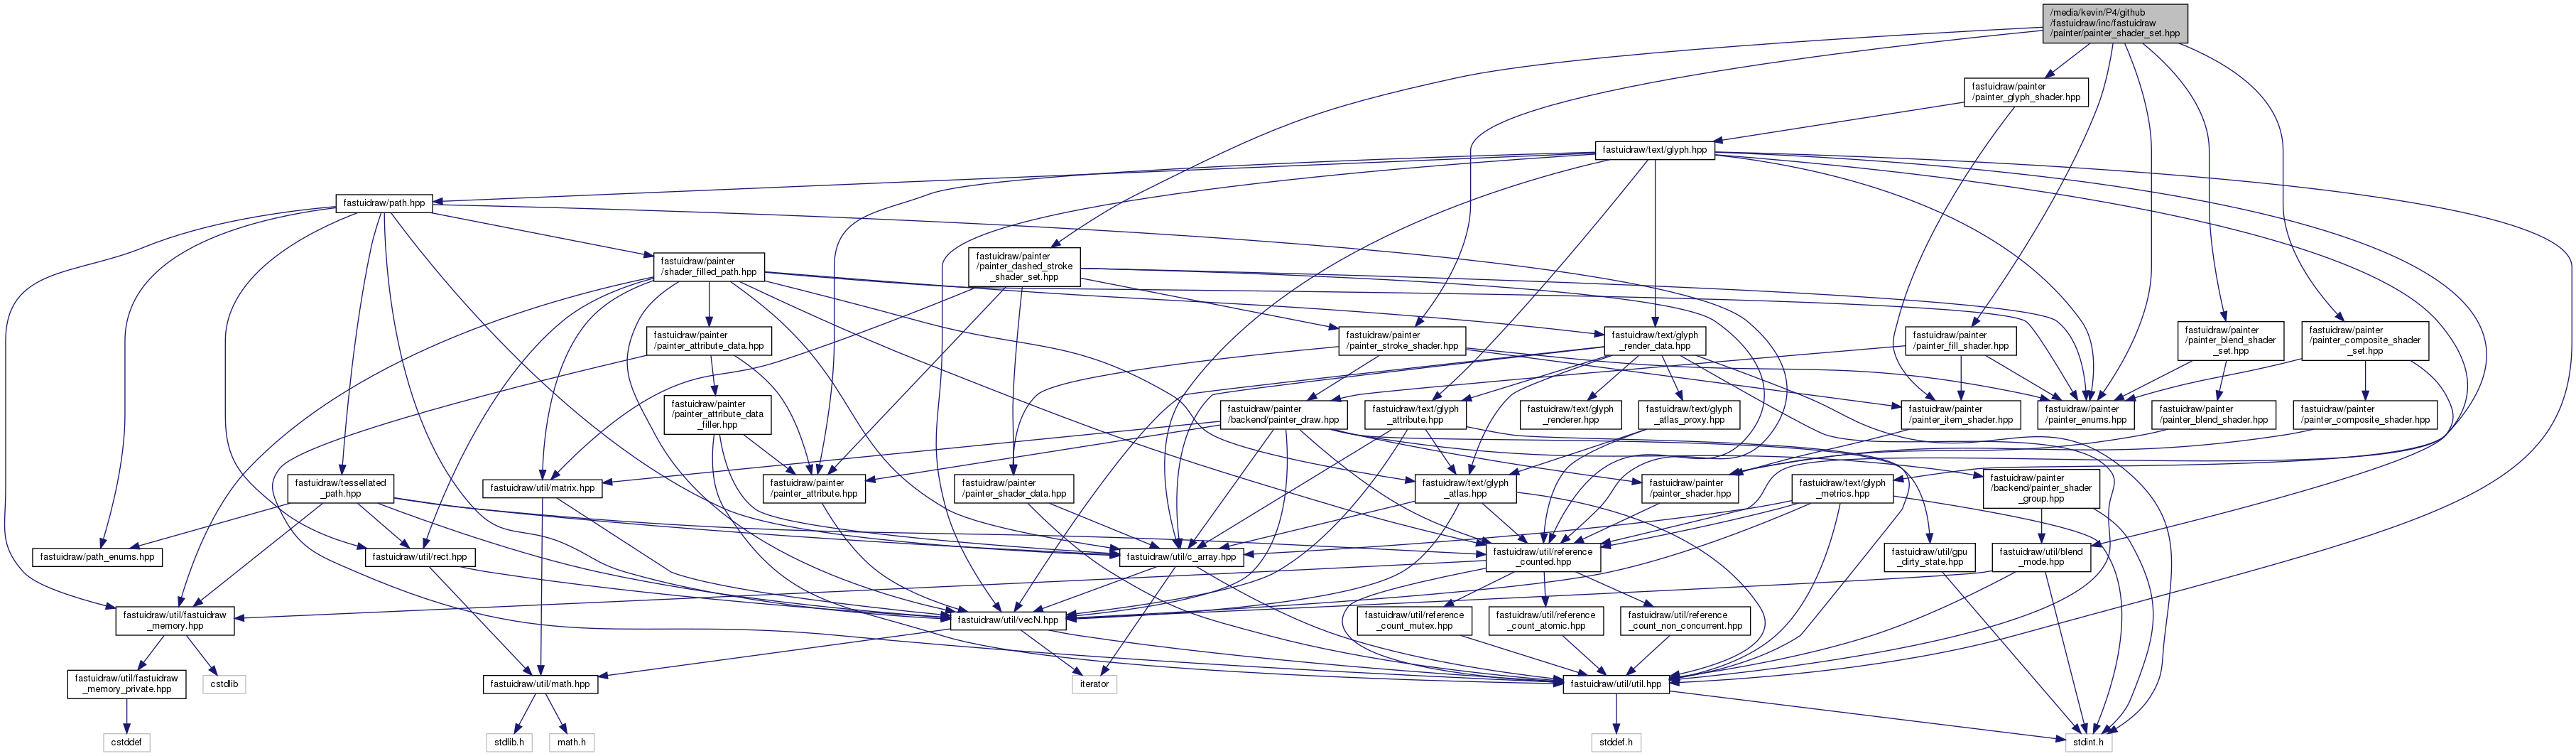 /media/kevin/P4/github
/fastuidraw/inc/fastuidraw
/painter/painter_shader_set.hpp
fastuidraw/painter
/painter_glyph_shader.hpp
fastuidraw/text/glyph.hpp
fastuidraw/path.hpp
fastuidraw/painter
/shader_filled_path.hpp
fastuidraw/painter
/painter_dashed_stroke
_shader_set.hpp
fastuidraw/painter
/painter_attribute_data.hpp
fastuidraw/painter
/painter_stroke_shader.hpp
fastuidraw/text/glyph
_render_data.hpp
fastuidraw/painter
/painter_fill_shader.hpp
fastuidraw/painter
/painter_blend_shader
_set.hpp
fastuidraw/painter
/painter_composite_shader
_set.hpp
fastuidraw/painter
/painter_attribute_data
_filler.hpp
fastuidraw/painter
/backend/painter_draw.hpp
fastuidraw/text/glyph
_attribute.hpp
fastuidraw/text/glyph
_renderer.hpp
fastuidraw/text/glyph
_atlas_proxy.hpp
fastuidraw/painter
/painter_item_shader.hpp
fastuidraw/painter
/painter_enums.hpp
fastuidraw/painter
/painter_blend_shader.hpp
fastuidraw/painter
/painter_composite_shader.hpp
fastuidraw/tessellated
_path.hpp
fastuidraw/util/matrix.hpp
fastuidraw/painter
/painter_attribute.hpp
fastuidraw/painter
/painter_shader_data.hpp
fastuidraw/text/glyph
_atlas.hpp
fastuidraw/painter
/painter_shader.hpp
fastuidraw/text/glyph
_metrics.hpp
fastuidraw/painter
/backend/painter_shader
_group.hpp
fastuidraw/path_enums.hpp
fastuidraw/util/rect.hpp
fastuidraw/util/c_array.hpp
fastuidraw/util/reference
_counted.hpp
fastuidraw/util/gpu
_dirty_state.hpp
fastuidraw/util/blend
_mode.hpp
fastuidraw/util/fastuidraw
_memory.hpp
fastuidraw/util/vecN.hpp
fastuidraw/util/reference
_count_mutex.hpp
fastuidraw/util/reference
_count_atomic.hpp
fastuidraw/util/reference
_count_non_concurrent.hpp
fastuidraw/util/fastuidraw
_memory_private.hpp
cstdlib
fastuidraw/util/math.hpp
iterator
fastuidraw/util/util.hpp
cstddef
stdlib.h
math.h
stddef.h
stdint.h